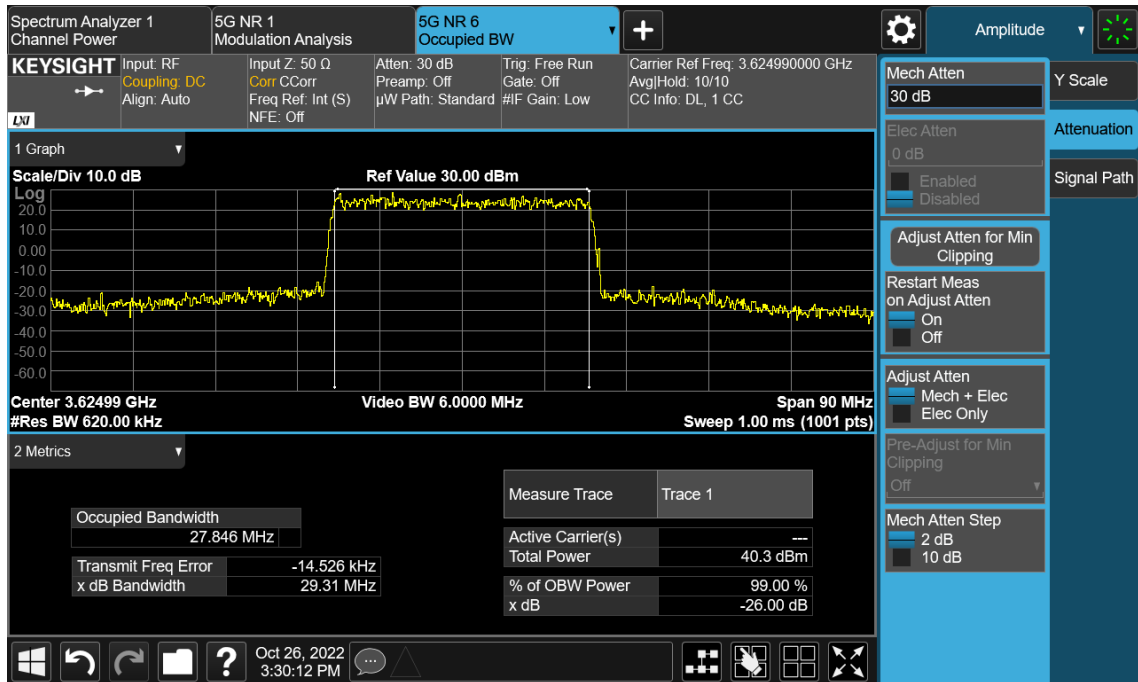 Spectrum Analyzer 1
Channel Power
5G NR 1
Modulation Analysis
5G NR 6
Occupied BW
Amplitude
KEYSIGHT
LXI
Input: RF
Coupling: DC
Align: Auto
Input Z: 50 Ω
Corr CCorr
Freq Ref: Int (S)
NFE: Off
Atten: 30 dB
Preamp: Off
µW Path: Standard
Trig: Free Run
Gate: Off
#IF Gain: Low
Carrier Ref Freq: 3.624990000 GHz
Avg|Hold: 10/10
CC Info: DL, 1 CC
1 Graph
Scale/Div 10.0 dB
Ref Value 30.00 dBm
Log
20.0
10.0
0.00
-10.0
-20.0
-30.0
-40.0
-50.0
-60.0
Center 3.62499 GHz
#Res BW 620.00 kHz
Video BW 6.0000 MHz
Span 90 MHz
Sweep 1.00 ms (1001 pts)
2 Metrics
Occupied Bandwidth
27.846 MHz
Transmit Freq Error -14.526 kHz
x dB Bandwidth 29.31 MHz
Measure Trace Trace 1
Active Carrier(s) ---
Total Power 40.3 dBm
% of OBW Power 99.00 %
x dB -26.00 dB
Mech Atten
30 dB
Elec Atten
0 dB
Enabled
Disabled
Adjust Atten for Min
Clipping
Restart Meas
on Adjust Atten
On
Off
Adjust Atten
Mech + Elec
Elec Only
Pre-Adjust for Min
Clipping
Off
Mech Atten Step
2 dB
10 dB
Y Scale
Attenuation
Signal Path
?
Oct 26, 2022
3:30:12 PM